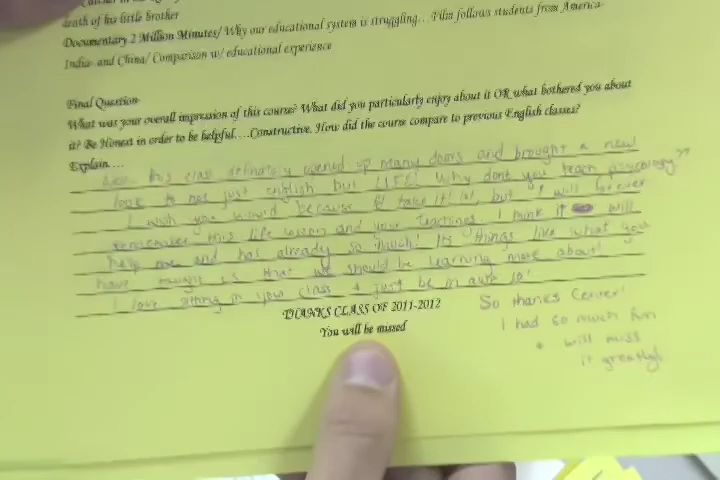 death of his little brother
Documentary 2 Million Minutes/ Why our educational system is struggling… Film follows students from America-
India- and China/ Comparison w/ educational experience
Final Question-
What was your overall impression of this course? What did you particularly enjoy about it OR what bothered you about
it? Be Honest in order to be helpful….Constructive. How did the course compare to previous English classes?
Explain….
this class definately opened up many doors and brought a new
look to not just english but LIFE! Why dont you teach psycology??
I wish you would because I'd take it! lol, but I will forever
remember this life lesson and your teachings. I think it will
help me and has already so much! Its things like what you
have taught us that we should be learning more about!
I love sitting in your class & just be in
THANKS CLASS OF 2011-2012
You will be missed
So thanks
I had so much fun
& will miss
it greatly!